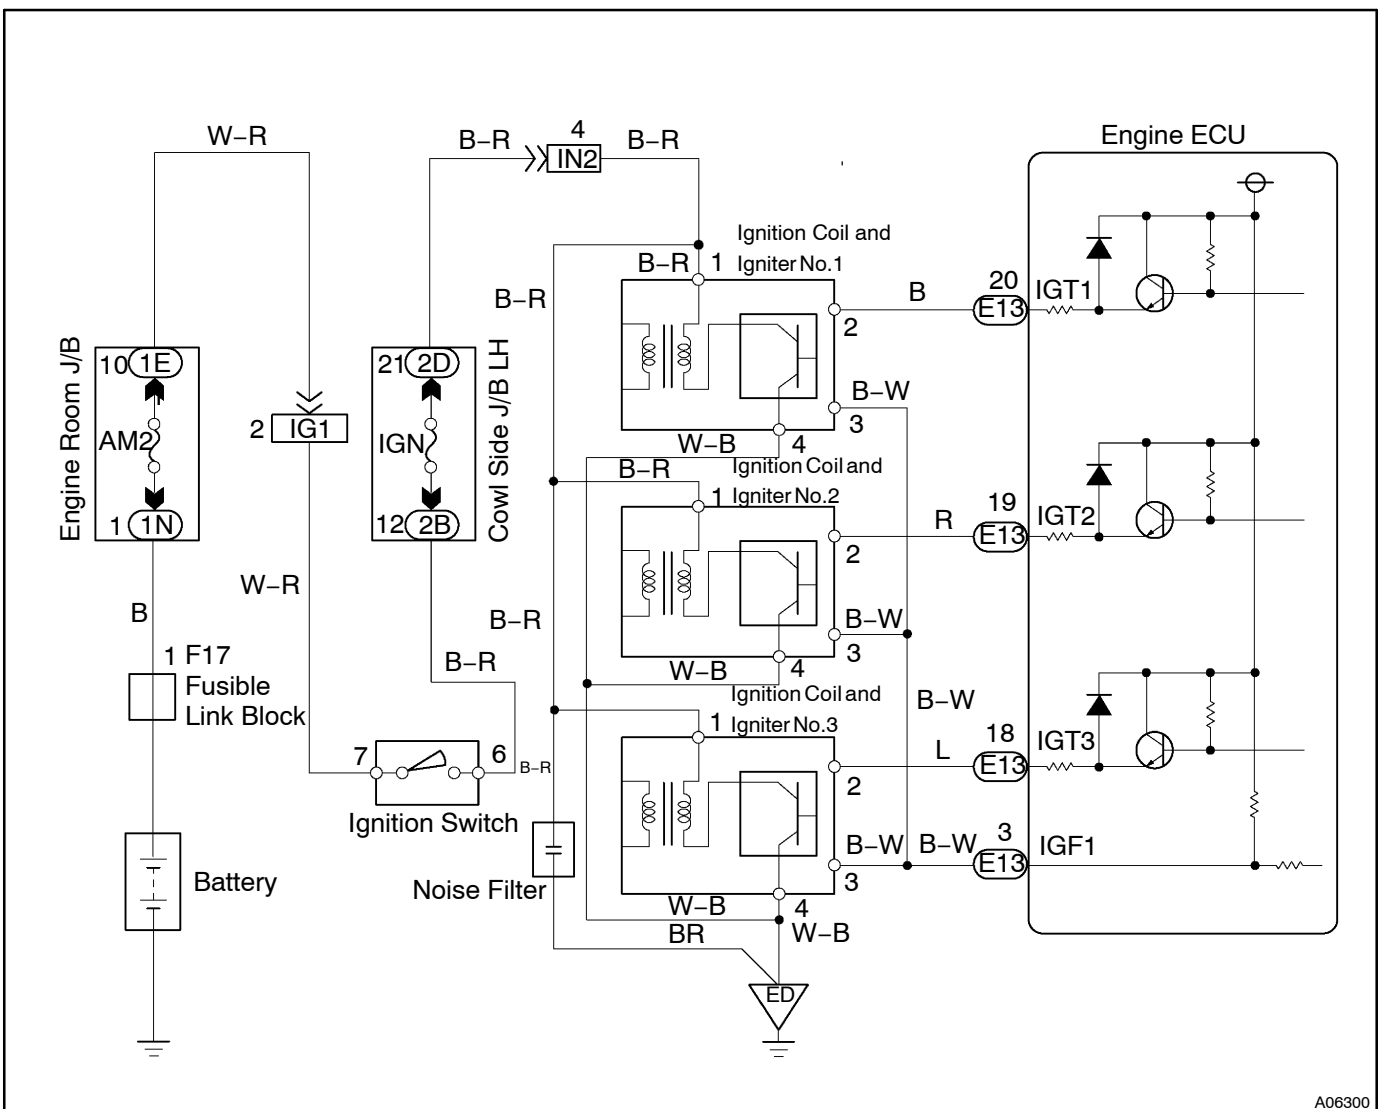 W–R
B–R
4
IN2
B–R
Engine ECU
Ignition Coil and
Igniter No.1
B–R
1
B–R
B
20
E13
IGT1
2
Engine Room J/B
10
1E
AM2
1
1N
2
IG1
21
2D
IGN
12
2B
Cowl Side J/B LH
B–W
3
W–B
4
B–R
Ignition Coil and
Igniter No.2
1
R
19
E13
IGT2
2
W–R
B
B–R
B–W
3
W–B
4
1
F17
Fusible
Link Block
B–R
Ignition Coil and
Igniter No.3
1
B–W
L
18
E13
IGT3
2
7
6
B–R
Ignition Switch
B–W
3
B–W
3
E13
IGF1
Battery
Noise Filter
W–B
4
W–B
BR
ED
A06300